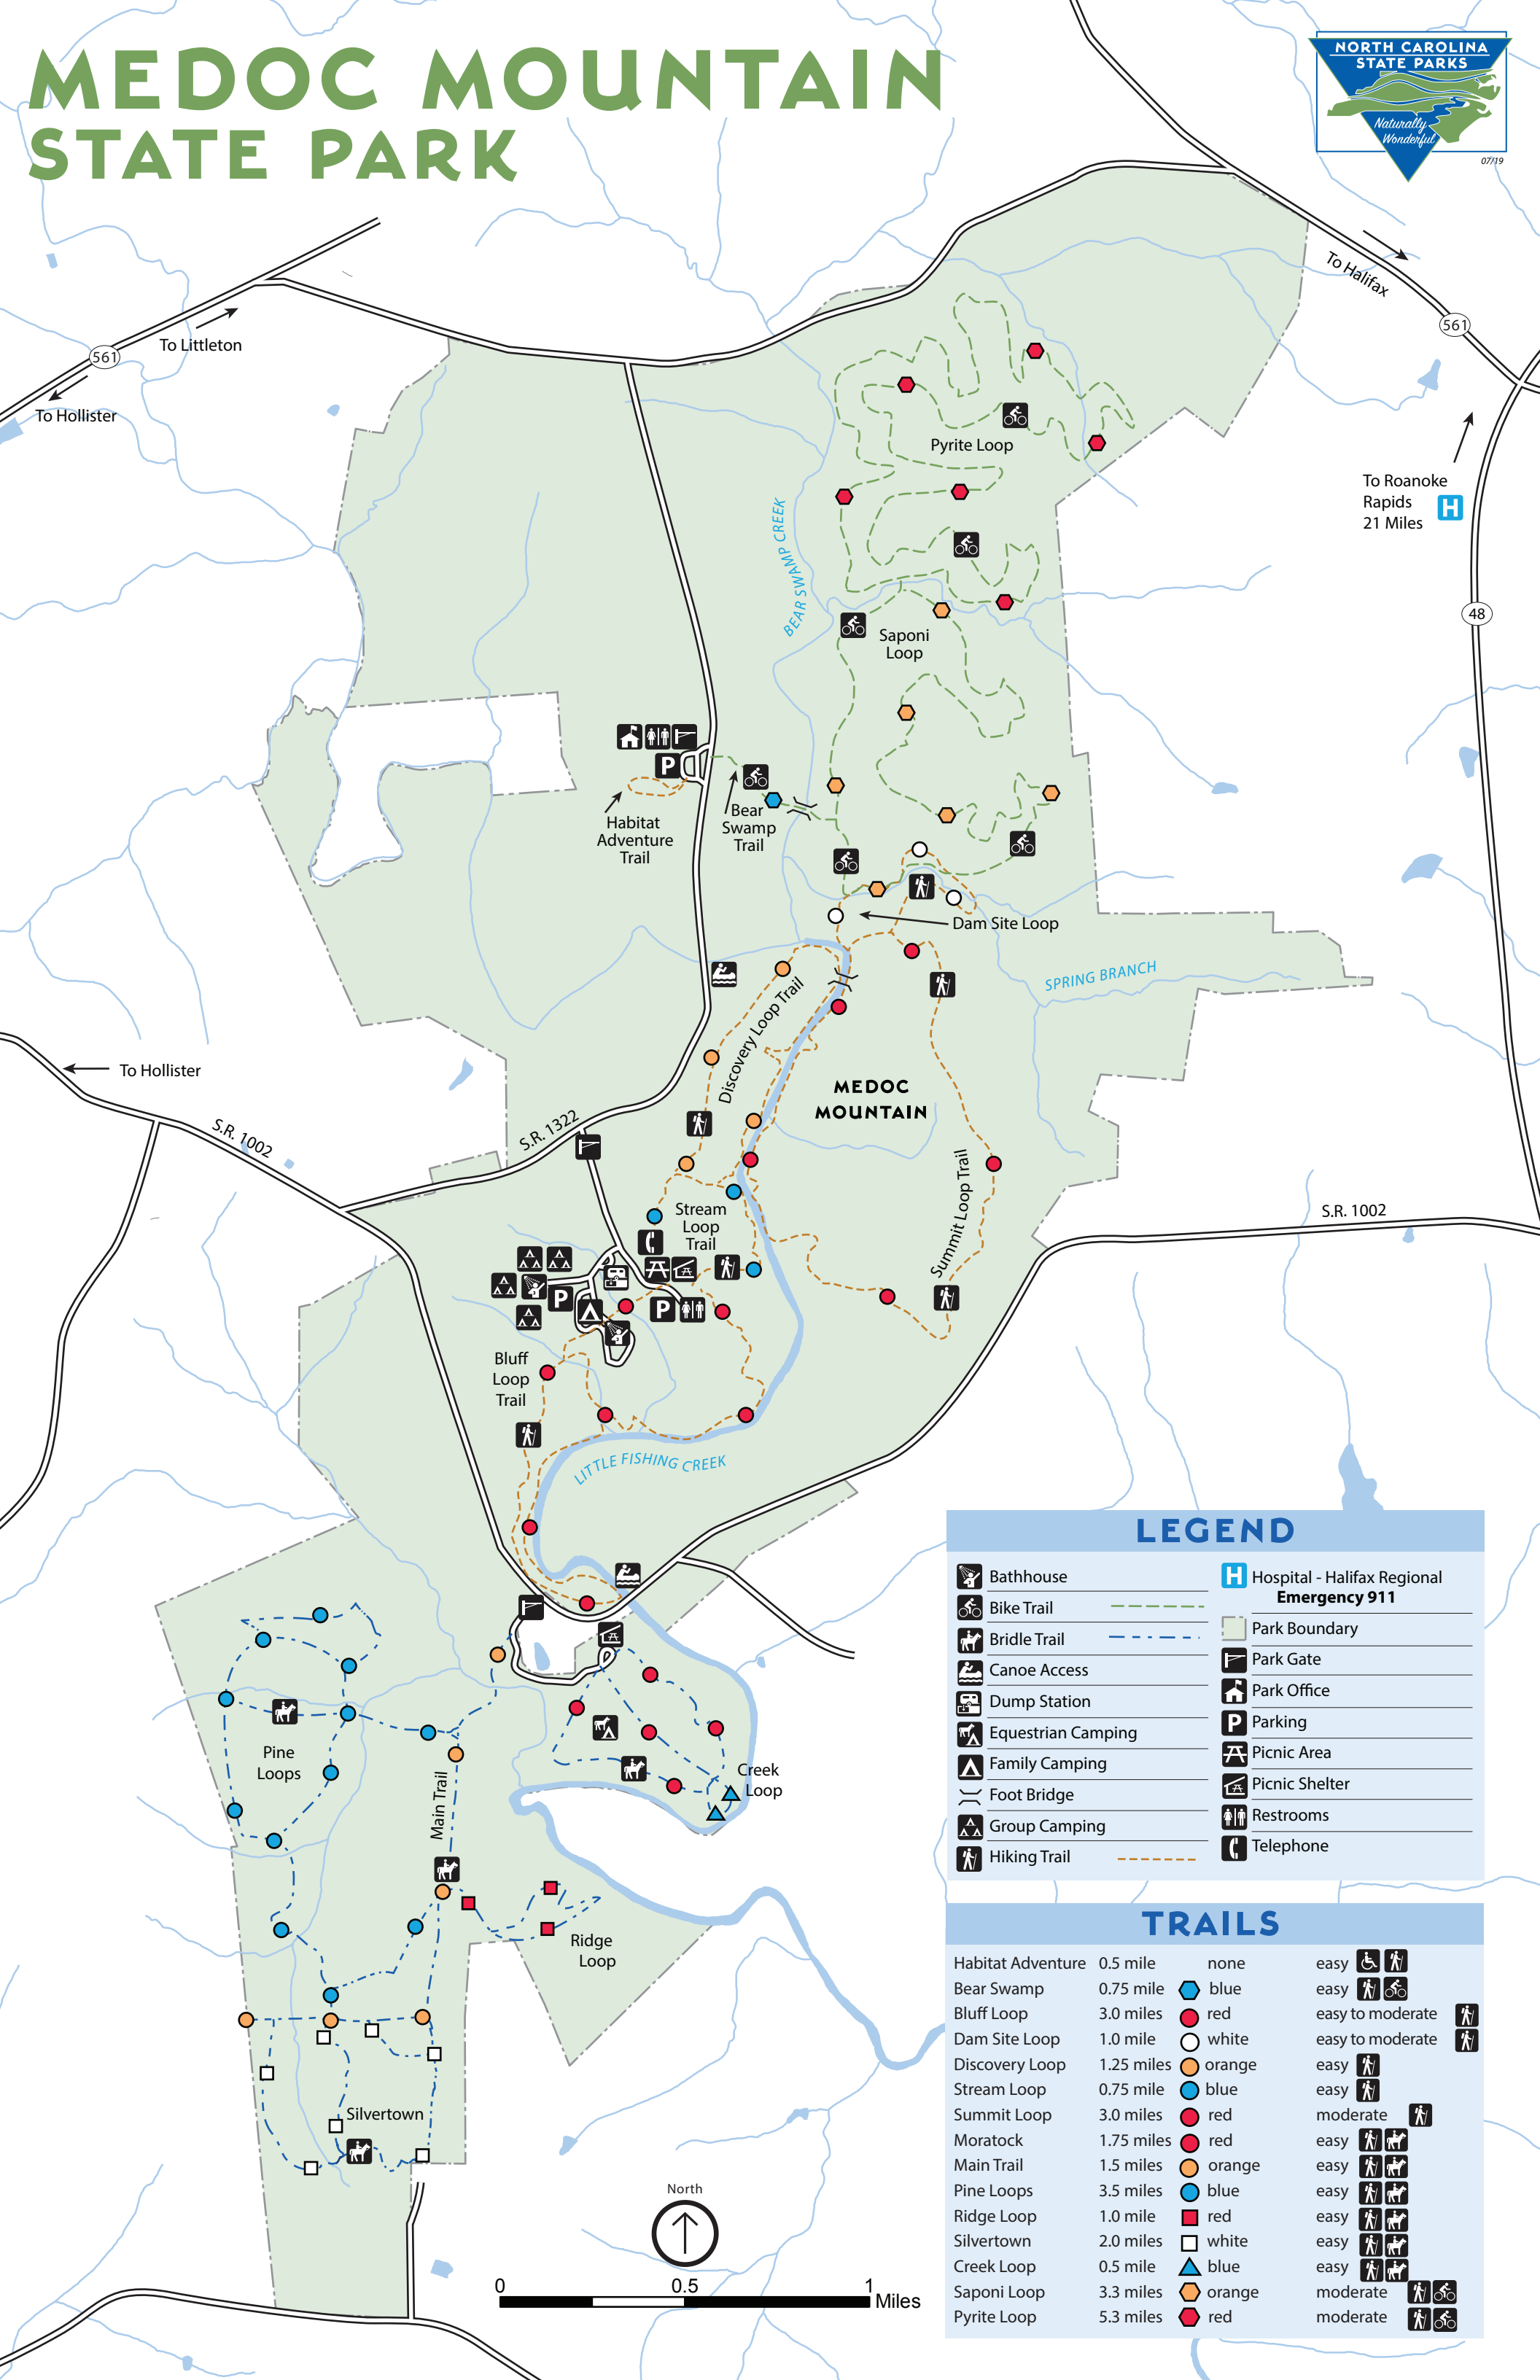 MEDOC MOUNTAIN
STATE PARK
NORTH CAROLINA
STATE PARKS
Naturally
Wonderful
07/19
To Halifax
561
To Littleton
561
To Hollister
Pyrite Loop
To Roanoke
Rapids
21 Miles
H
BEAR SWAMP CREEK
48
Saponi
Loop
P
Habitat
Adventure
Trail
Bear
Swamp
Trail
Dam Site Loop
SPRING BRANCH
Discovery Loop Trail
To Hollister
MEDOC
MOUNTAIN
S.R. 1002
S.R. 1322
Summit Loop Trail
Stream
Loop
Trail
S.R. 1002
P
P
Bluff
Loop
Trail
LITTLE FISHING CREEK
Pine
Loops
Main Trail
Creek
Loop
Ridge
Loop
Silvertown
North
0 0.5 1
Miles
LEGEND
Bathhouse
Bike Trail
Bridle Trail
Canoe Access
Dump Station
Equestrian Camping
Family Camping
Foot Bridge
Group Camping
Hiking Trail
H Hospital - Halifax Regional
Emergency 911
Park Boundary
Park Gate
Park Office
P Parking
Picnic Area
Picnic Shelter
Restrooms
Telephone
TRAILS
Habitat Adventure 0.5 mile none easy
Bear Swamp 0.75 mile blue easy
Bluff Loop 3.0 miles red easy to moderate
Dam Site Loop 1.0 mile white easy to moderate
Discovery Loop 1.25 miles orange easy
Stream Loop 0.75 mile blue easy
Summit Loop 3.0 miles red moderate
Moratock 1.75 miles red easy
Main Trail 1.5 miles orange easy
Pine Loops 3.5 miles blue easy
Ridge Loop 1.0 mile red easy
Silvertown 2.0 miles white easy
Creek Loop 0.5 mile blue easy
Saponi Loop 3.3 miles orange moderate
Pyrite Loop 5.3 miles red moderate